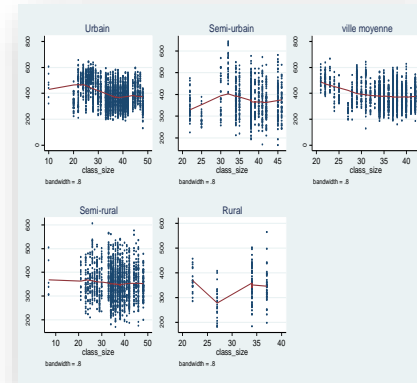 Urbain
800
600
400
200
0
10 20 30 40 50
class_size
bandwidth = .8
Semi-urbain
800
600 700
500
400
300
200
20 25 30 35 40 45
class_size
bandwidth = .8
ville moyenne
800
600
400
200
0
20 25 30 35 40
class_size
bandwidth = .8
Semi-rural
600
500
400
300
200
10 20 30 40 50
class_size
bandwidth = .8
Rural
600
500
400
300
200
20 25 30 35 40
class_size
bandwidth = .8